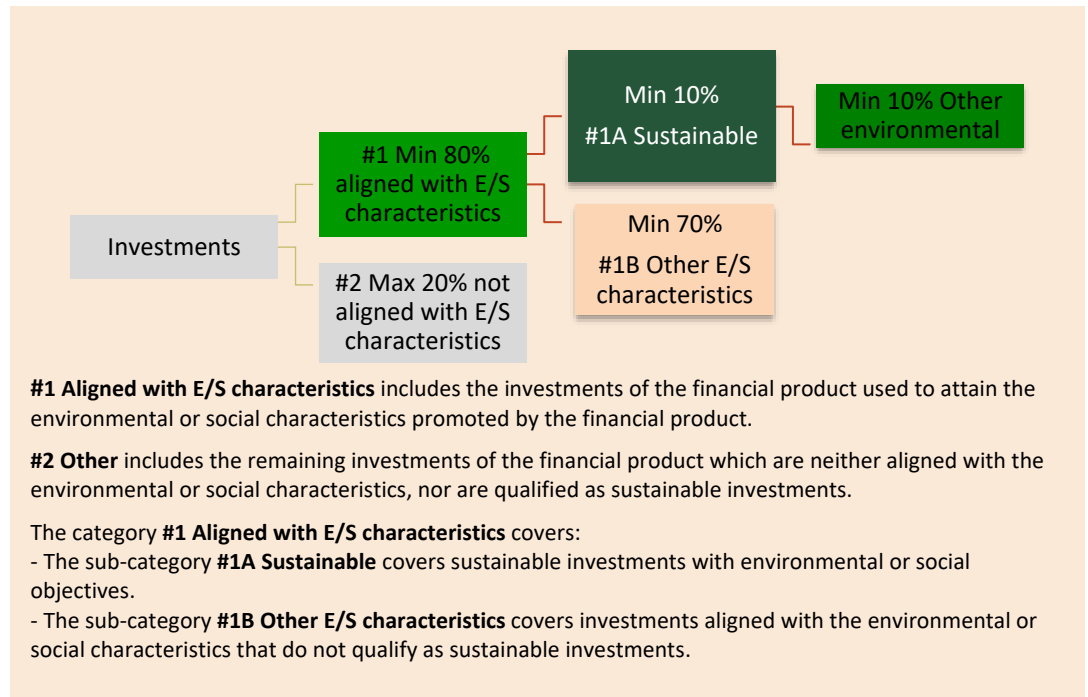 Min 10%
#1A Sustainable
Min 10% Other
environmental
#1 Min 80%
aligned with E/S
characteristics
Investments
Min 70%
#1B Other E/S
characteristics
#2 Max 20% not
aligned with E/S
characteristics
#1 Aligned with E/S characteristics includes the investments of the financial product used to attain the
environmental or social characteristics promoted by the financial product.
#2 Other includes the remaining investments of the financial product which are neither aligned with the
environmental or social characteristics, nor are qualified as sustainable investments.
The category #1 Aligned with E/S characteristics covers:
- The sub-category #1A Sustainable covers sustainable investments with environmental or social
objectives.
- The sub-category #1B Other E/S characteristics covers investments aligned with the environmental or
social characteristics that do not qualify as sustainable investments.